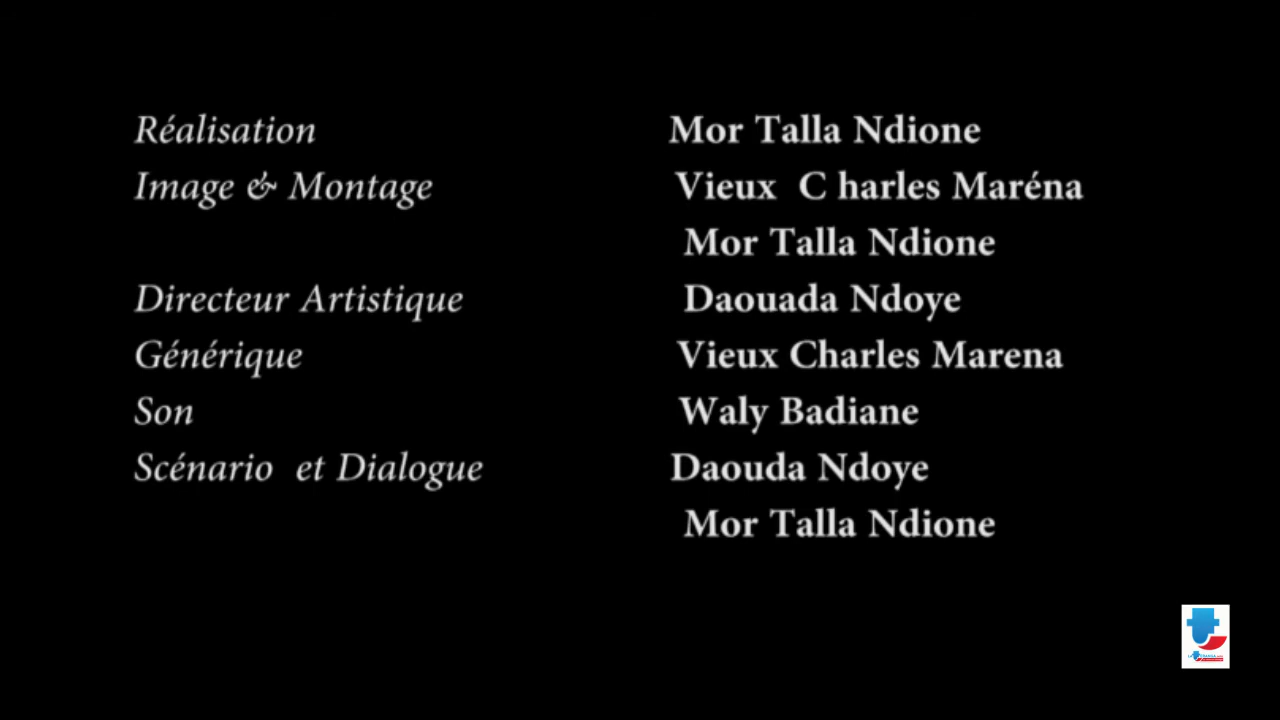 Réalisation Mor Talla Ndione
Image & Montage Vieux C harles Maréna
Mor Talla Ndione
Directeur Artistique Daouada Ndoye
Générique Vieux Charles Marena
Son Waly Badiane
Scénario et Dialogue Daouda Ndoye
Mor Talla Ndione